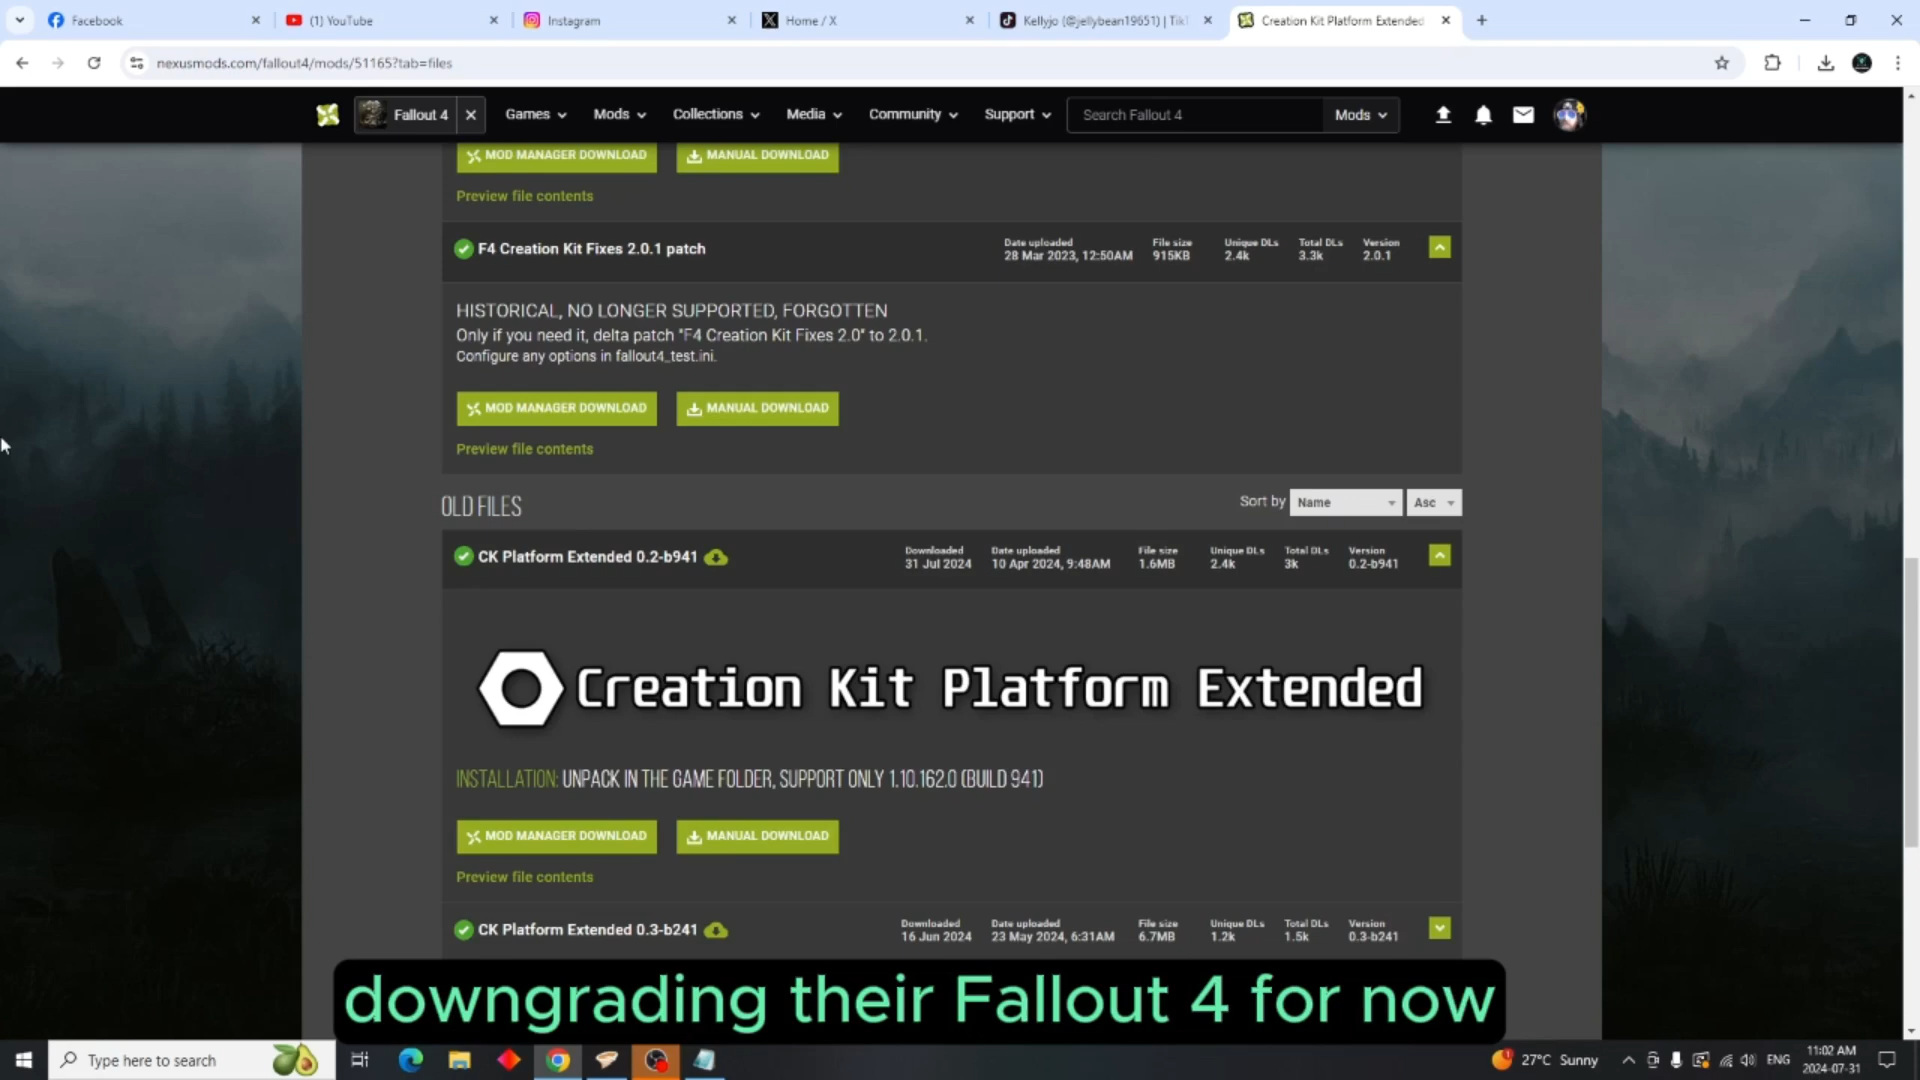 Facebook
(1) YouTube
Instagram
Home / X
Kellyjo (@jellybean19651) | Tik
Creation Kit Platform Extended
nexusmods.com/fallout4/mods/51165?tab=files
Fallout 4
Games
Mods
Collections
Media
Community
Support
Search Fallout 4
Mods
MOD MANAGER DOWNLOAD
MANUAL DOWNLOAD
Preview file contents
F4 Creation Kit Fixes 2.0.1 patch
Date uploaded
28 Mar 2023, 12:50AM
File size
915KB
Unique DLs
2.4k
Total DLs
3.3k
Version
2.0.1
HISTORICAL, NO LONGER SUPPORTED, FORGOTTEN
Only if you need it, delta patch "F4 Creation Kit Fixes 2.0" to 2.0.1.
Configure any options in fallout4_test.ini.
MOD MANAGER DOWNLOAD
MANUAL DOWNLOAD
Preview file contents
OLD FILES
Sort by
Name
Asc
CK Platform Extended 0.2-b941
Downloaded
31 Jul 2024
Date uploaded
10 Apr 2024, 9:48AM
File size
1.6MB
Unique DLs
2.4k
Total DLs
3k
Version
0.2-b941
Creation Kit Platform Extended
INSTALLATION: UNPACK IN THE GAME FOLDER, SUPPORT ONLY 1.10.162.0 (BUILD 941)
MOD MANAGER DOWNLOAD
MANUAL DOWNLOAD
Preview file contents
CK Platform Extended 0.3-b241
Downloaded
16 Jun 2024
Date uploaded
23 May 2024, 6:31AM
File size
6.7MB
Unique DLs
1.2k
Total DLs
1.5k
Version
0.3-b241
downgrading their Fallout 4 for now
Type here to search
27°C Sunny
ENG
11:02 AM
2024-07-31